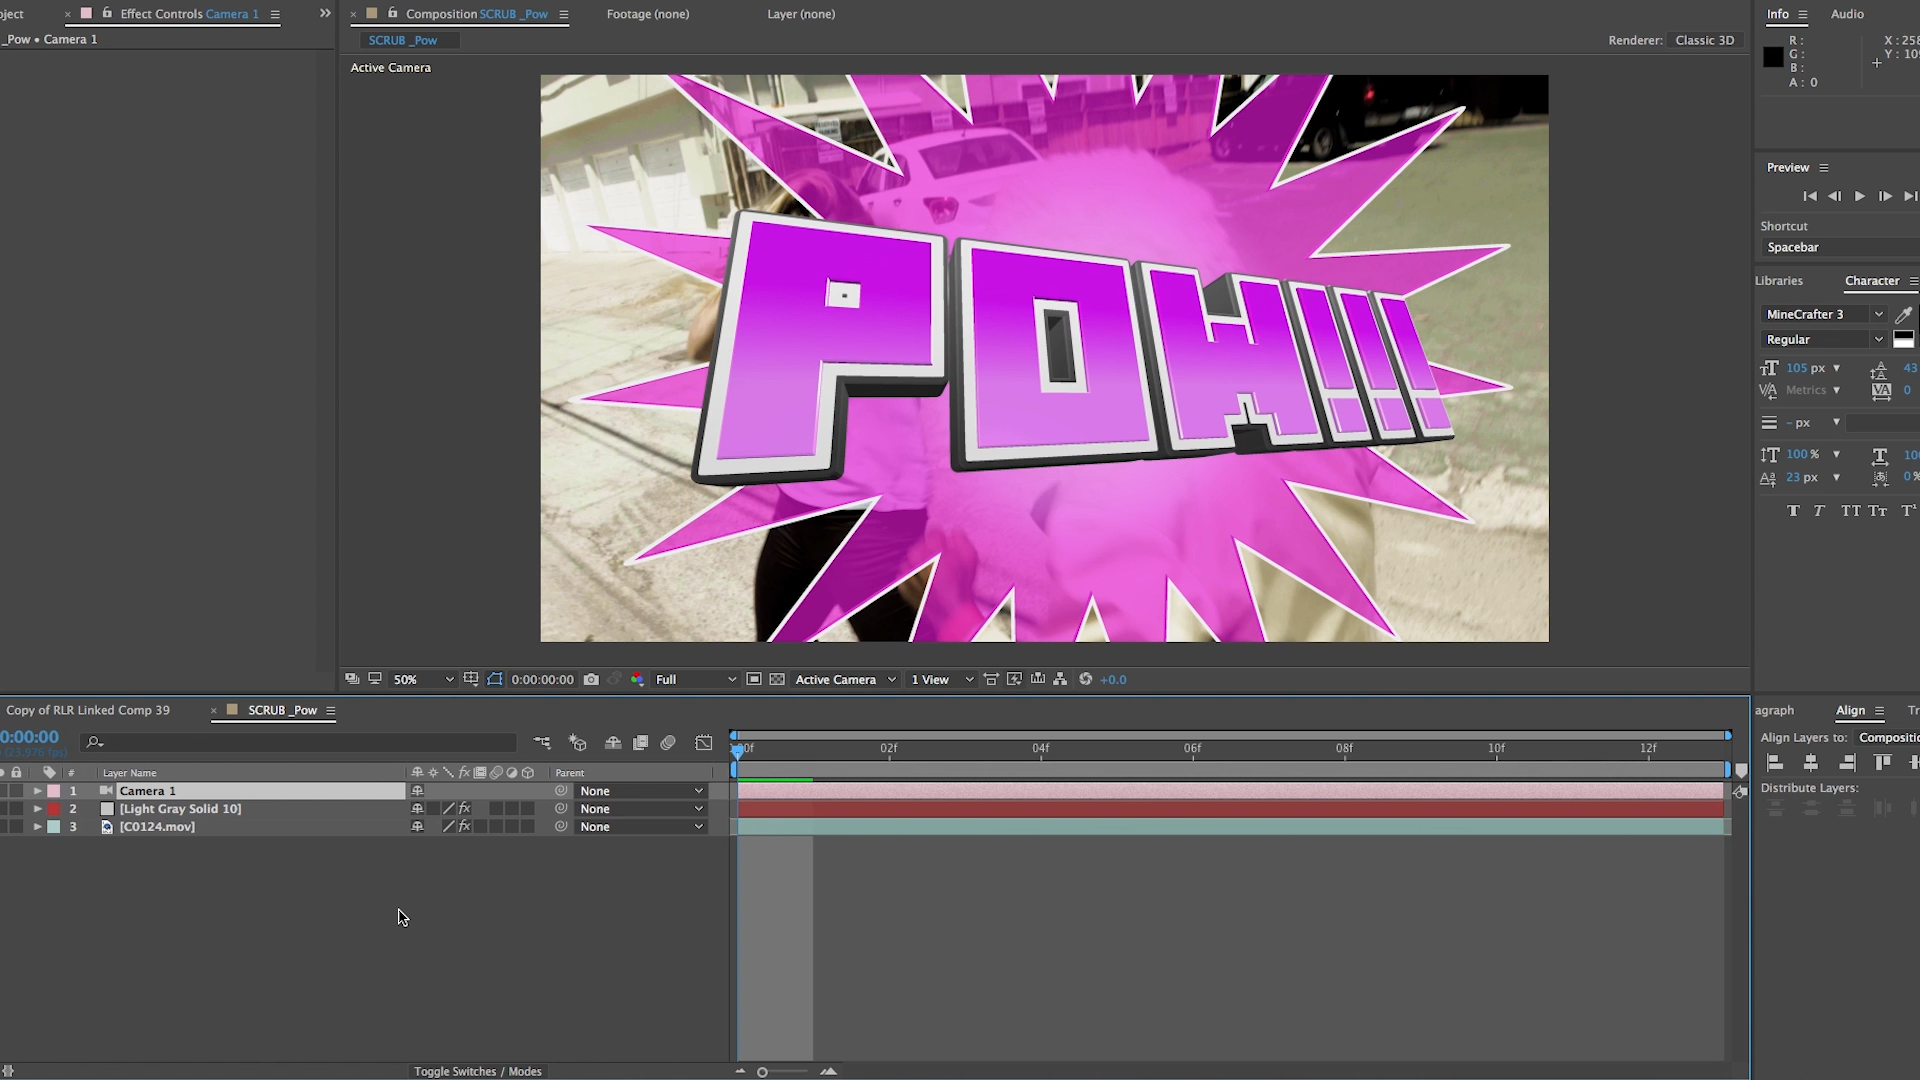 oject
Effect Controls Camera 1
Composition SCRUB _Pow
Footage (none)
Layer (none)
Info
Audio
_Pow • Camera 1
SCRUB _Pow
Renderer:
Classic 3D
R :
G :
B :
A : 0
X : 258
Y : 109
Active Camera
Preview
Shortcut
Spacebar
Libraries
Character
MineCrafter 3
Regular
105 px
43
Metrics
0
- px
100 %
100
23 px
0 %
POW!!!
50%
0:00:00:00
Full
Active Camera
1 View
+0.0
Copy of RLR Linked Comp 39
SCRUB _Pow
agraph
Align
Tr
0:00:00
(23.976 fps)
:00f
02f
04f
06f
08f
10f
12f
Align Layers to:
Compositio
# Layer Name
Parent
1 Camera 1
None
2 [Light Gray Solid 10]
None
3 [C0124.mov]
None
Distribute Layers:
Toggle Switches / Modes